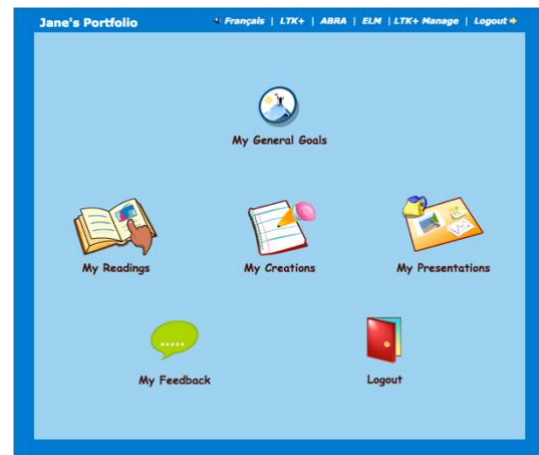 Jane's Portfolio
Français | LTK+ | ABRA | ELM | LTK+ Manage | Logout
My General Goals
My Readings My Creations My Presentations
My Feedback Logout